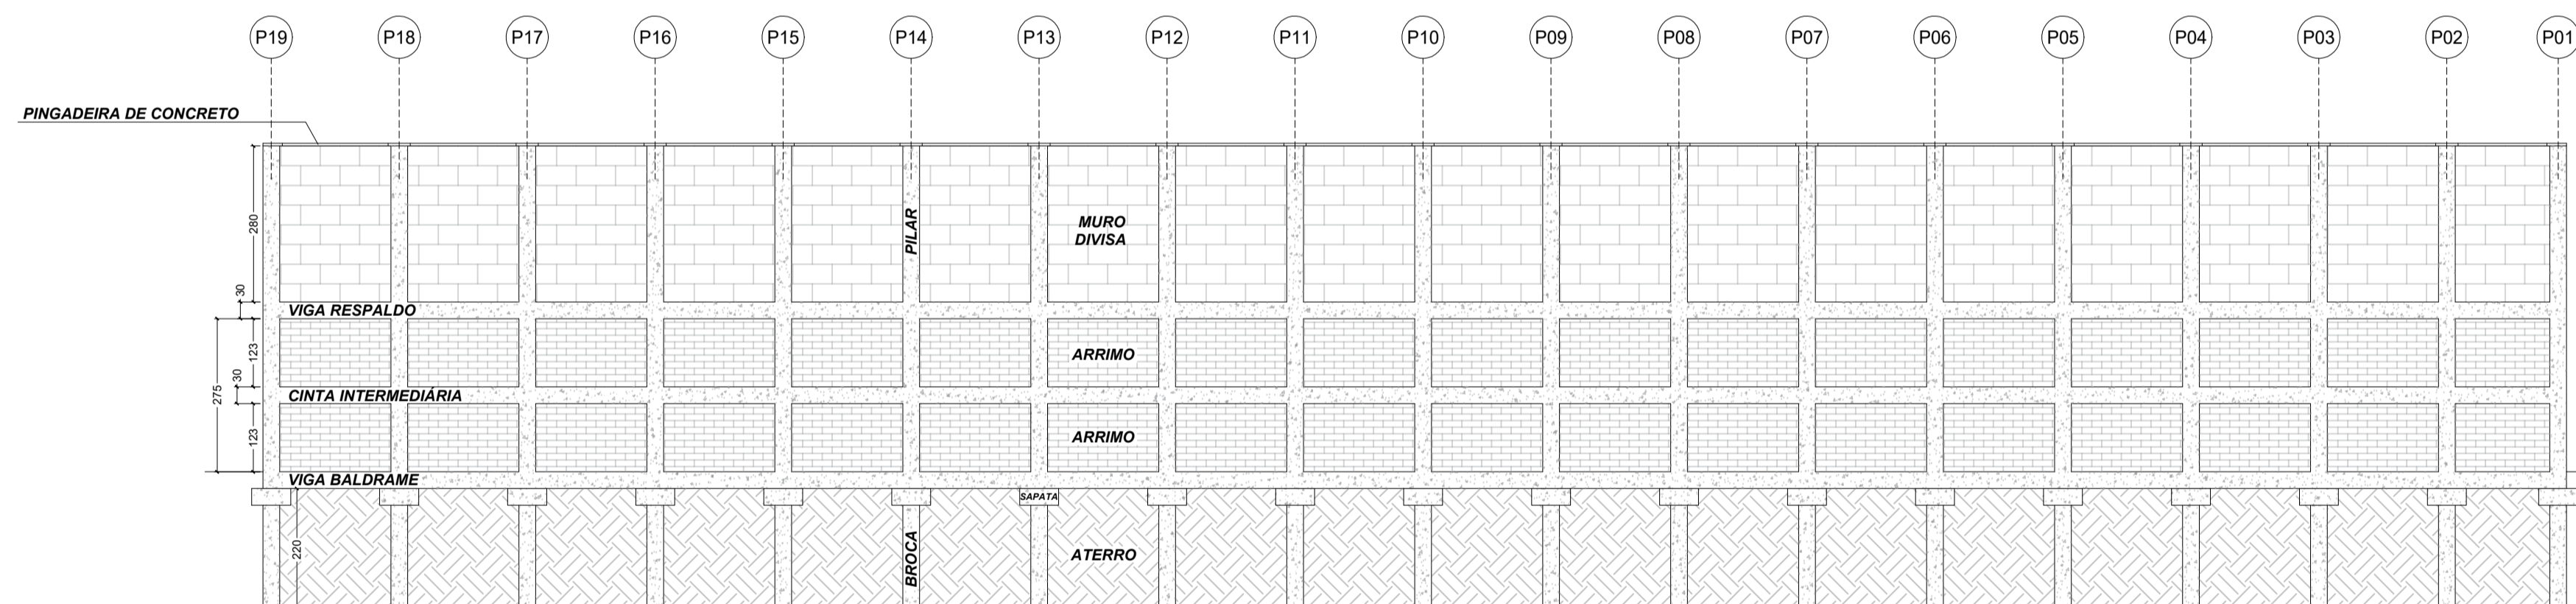 P19 P18 P17 P16 P15 P14 P13 P12 P11 P10 P09 P08 P07 P06 P05 P04 P03 P02 P01
PINGADEIRA DE CONCRETO
280
PILAR
MURO
DIVISA
30
VIGA RESPALDO
123
ARRIMO
275
30
CINTA INTERMEDIÁRIA
123
ARRIMO
VIGA BALDRAME
SAPATA
220
BROCA
ATERRO